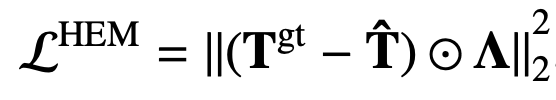 ℒ^HEM = ||(𝐓^gt − 𝐓̂) ⊙ 𝚲||₂².